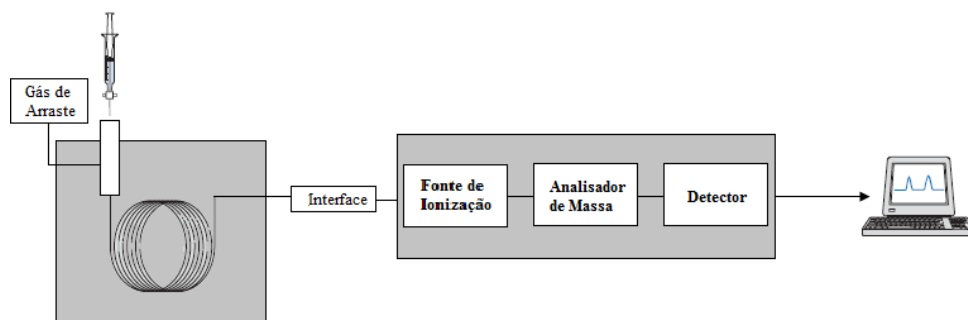 Gás de
Arraste
Interface
Fonte de
Ionização
Analisador
de Massa
Detector